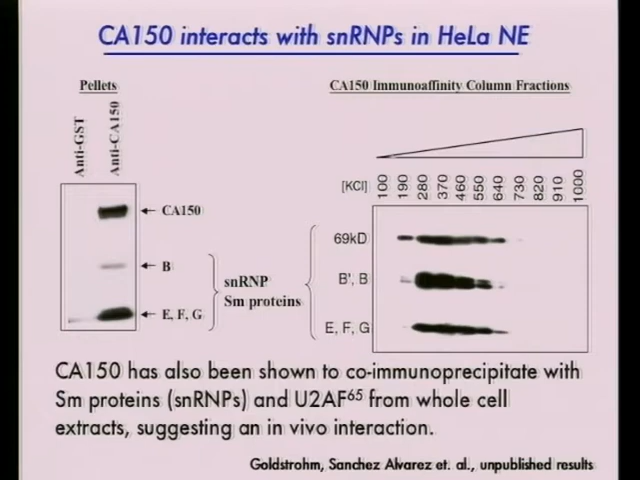 CA150 interacts with snRNPs in HeLa NE
Pellets
Anti-GST
Anti-CA150
CA150
B
E, F, G
snRNP
Sm proteins
CA150 Immunoaffinity Column Fractions
[KCl] 100 190 280 370 460 550 640 730 820 910 1000
69kD
B', B
E, F, G
CA150 has also been shown to co-immunoprecipitate with
Sm proteins (snRNPs) and U2AF⁶⁵ from whole cell
extracts, suggesting an in vivo interaction.
Goldstrohm, Sanchez Alvarez et. al., unpublished results